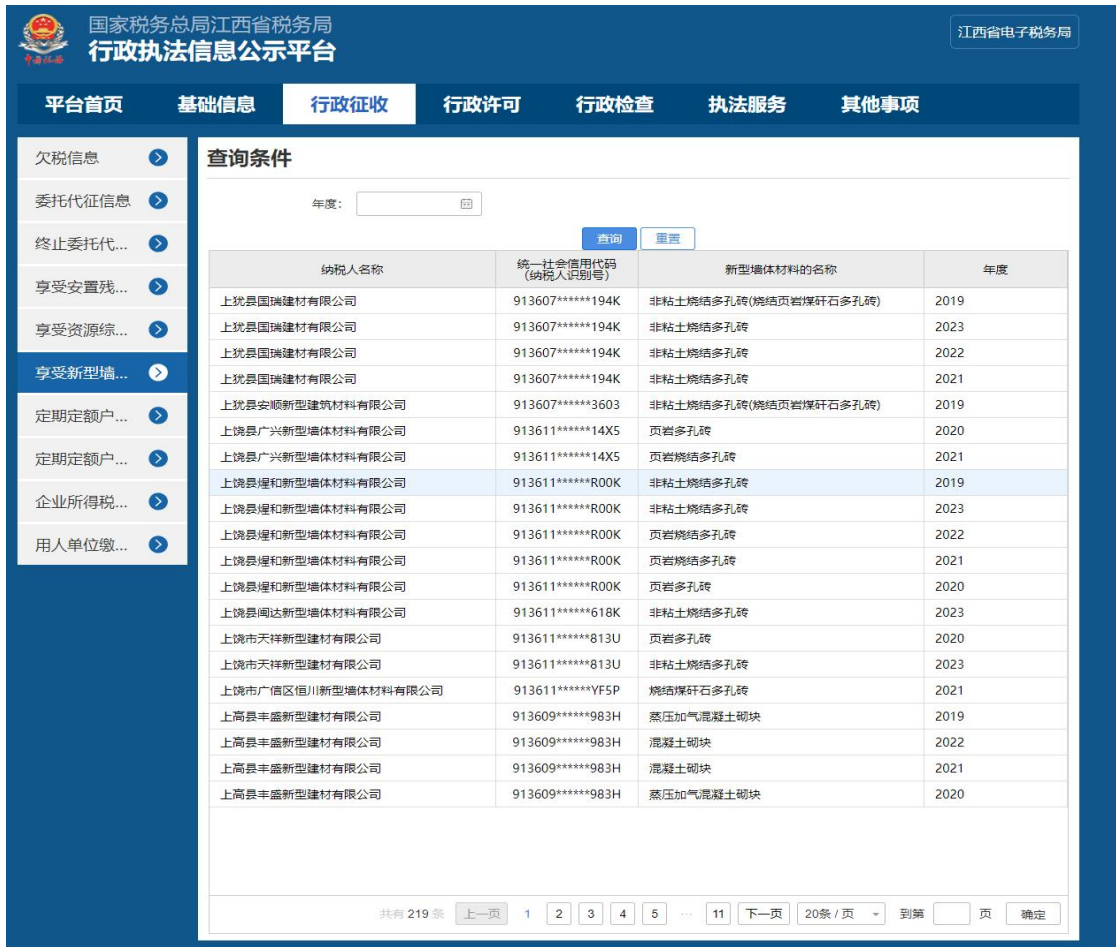 国家税务总局江西省税务局
行政执法信息公示平台
江西省电子税务局
平台首页 基础信息 行政征收 行政许可 行政检查 执法服务 其他事项
欠税信息
委托代征信息
终止委托代...
享受安置残...
享受资源综...
享受新型墙...
定期定额户...
定期定额户...
企业所得税...
用人单位缴...
查询条件
年度:
查询 重置
纳税人名称 统一社会信用代码(纳税人识别号) 新型墙体材料的名称 年度
上犹县国瑞建材有限公司 913607******194K 非粘土烧结多孔砖(烧结页岩煤矸石多孔砖) 2019
上犹县国瑞建材有限公司 913607******194K 非粘土烧结多孔砖 2023
上犹县国瑞建材有限公司 913607******194K 非粘土烧结多孔砖 2022
上犹县国瑞建材有限公司 913607******194K 非粘土烧结多孔砖 2021
上犹县安顺新型建筑材料有限公司 913607******3603 非粘土烧结多孔砖(烧结页岩煤矸石多孔砖) 2019
上饶县广兴新型墙体材料有限公司 913611******14X5 页岩多孔砖 2020
上饶县广兴新型墙体材料有限公司 913611******14X5 页岩烧结多孔砖 2021
上饶县煋和新型墙体材料有限公司 913611******R00K 非粘土烧结多孔砖 2019
上饶县煋和新型墙体材料有限公司 913611******R00K 非粘土烧结多孔砖 2023
上饶县煋和新型墙体材料有限公司 913611******R00K 页岩烧结多孔砖 2022
上饶县煋和新型墙体材料有限公司 913611******R00K 页岩烧结多孔砖 2021
上饶县煋和新型墙体材料有限公司 913611******R00K 页岩多孔砖 2020
上饶县闽达新型墙体材料有限公司 913611******618K 非粘土烧结多孔砖 2023
上饶市天祥新型建材有限公司 913611******813U 页岩多孔砖 2020
上饶市天祥新型建材有限公司 913611******813U 非粘土烧结多孔砖 2023
上饶市广信区恒川新型墙体材料有限公司 913611******YF5P 烧结煤矸石多孔砖 2021
上高县丰盛新型建材有限公司 913609******983H 蒸压加气混凝土砌块 2019
上高县丰盛新型建材有限公司 913609******983H 混凝土砌块 2022
上高县丰盛新型建材有限公司 913609******983H 混凝土砌块 2021
上高县丰盛新型建材有限公司 913609******983H 蒸压加气混凝土砌块 2020
共有 219 条 上一页 1 2 3 4 5 ... 11 下一页 20条 / 页 到第 页 确定